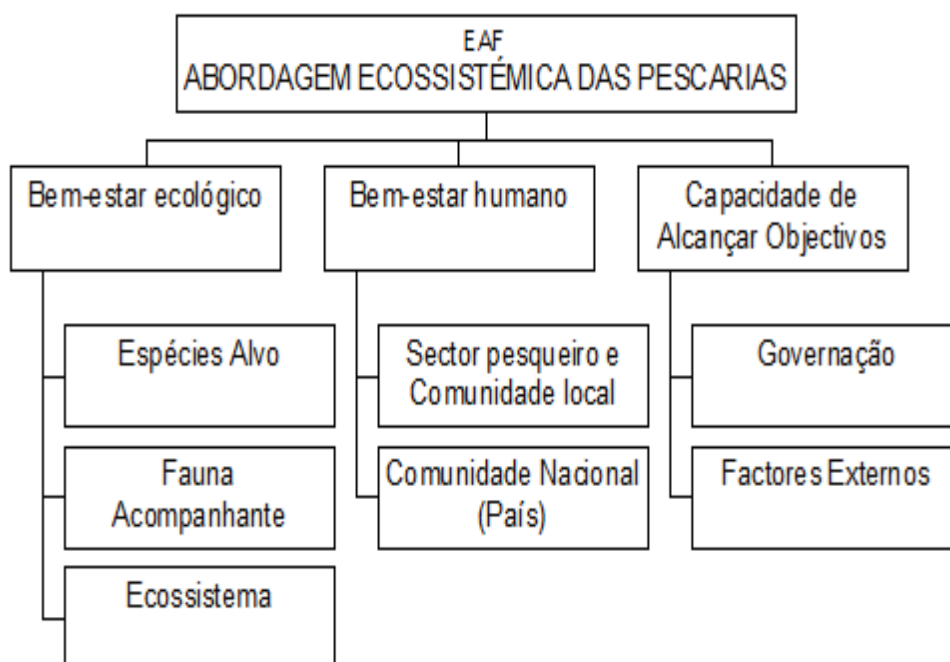 EAF
ABORDAGEM ECOSSISTÉMICA DAS PESCARIAS
Bem-estar ecológico
Bem-estar humano
Capacidade de
Alcançar Objectivos
Espécies Alvo
Sector pesqueiro e
Comunidade local
Governação
Fauna
Acompanhante
Comunidade Nacional
(País)
Factores Externos
Ecossistema